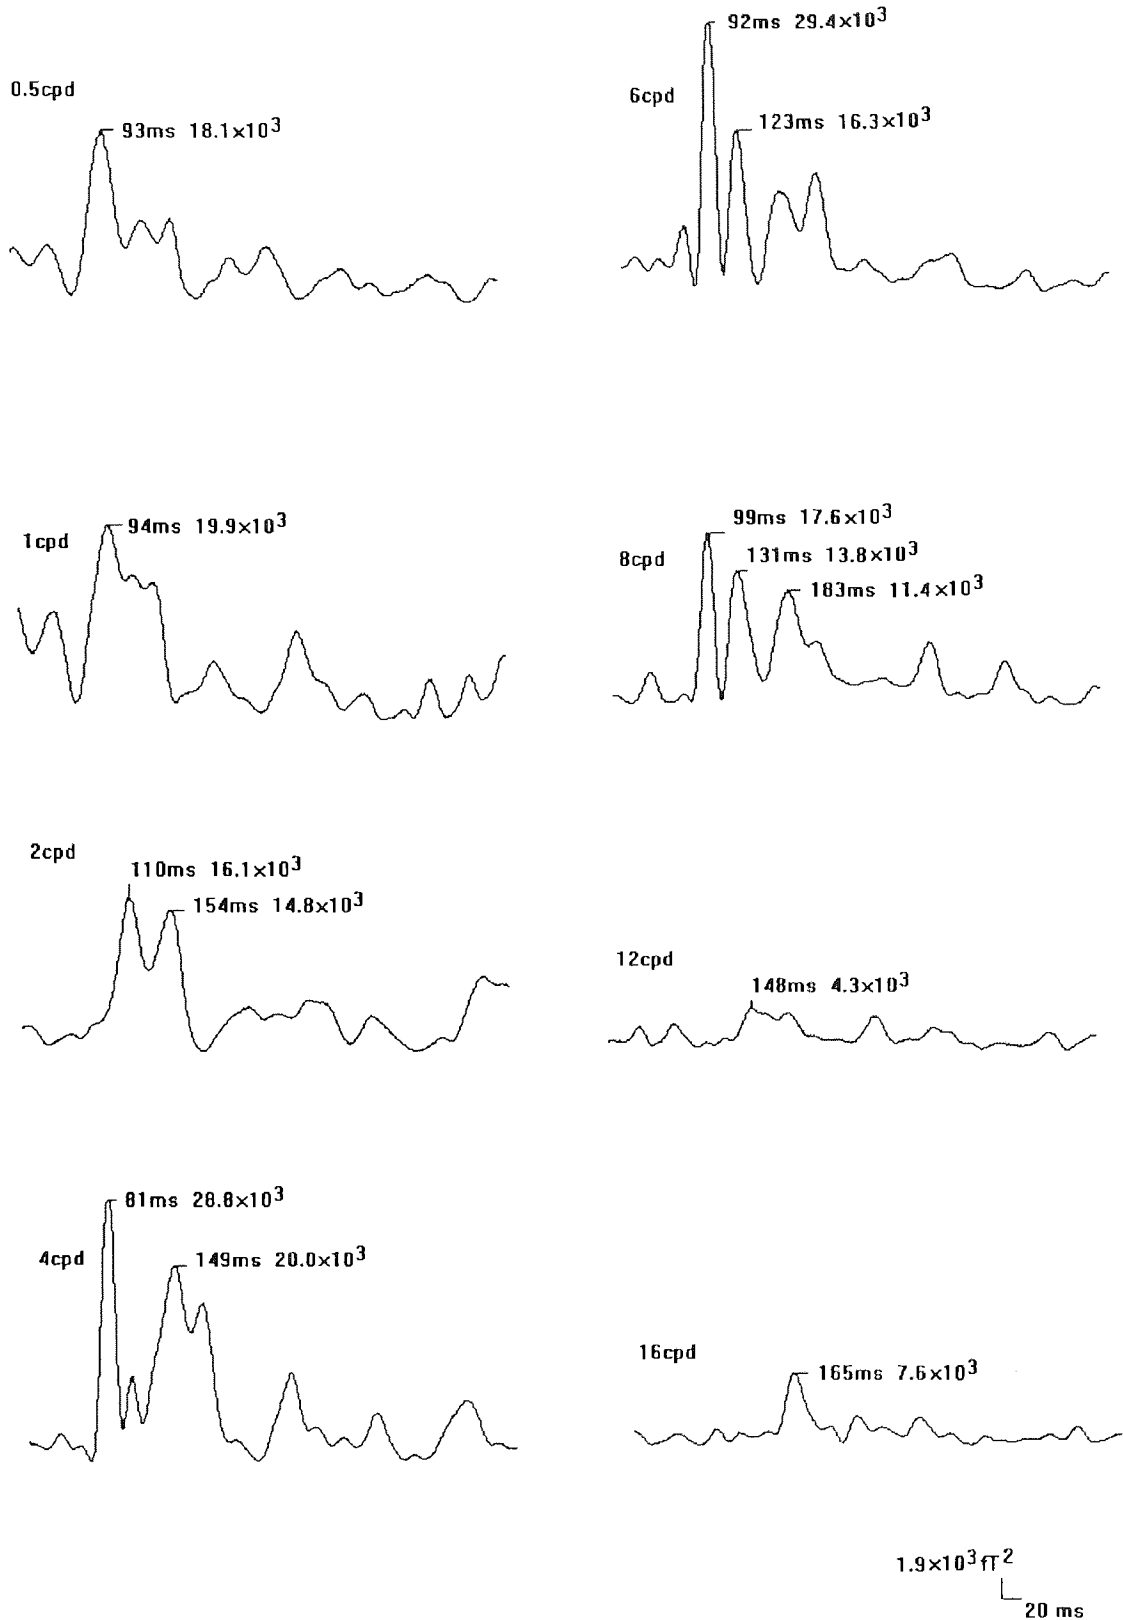 0.5cpd
93ms 18.1×10³
1cpd
94ms 19.9×10³
2cpd
110ms 16.1×10³
154ms 14.8×10³
4cpd
81ms 28.8×10³
149ms 20.0×10³
6cpd
92ms 29.4×10³
123ms 16.3×10³
8cpd
99ms 17.6×10³
131ms 13.8×10³
183ms 11.4×10³
12cpd
148ms 4.3×10³
16cpd
165ms 7.6×10³
1.9×10³fT²
20 ms